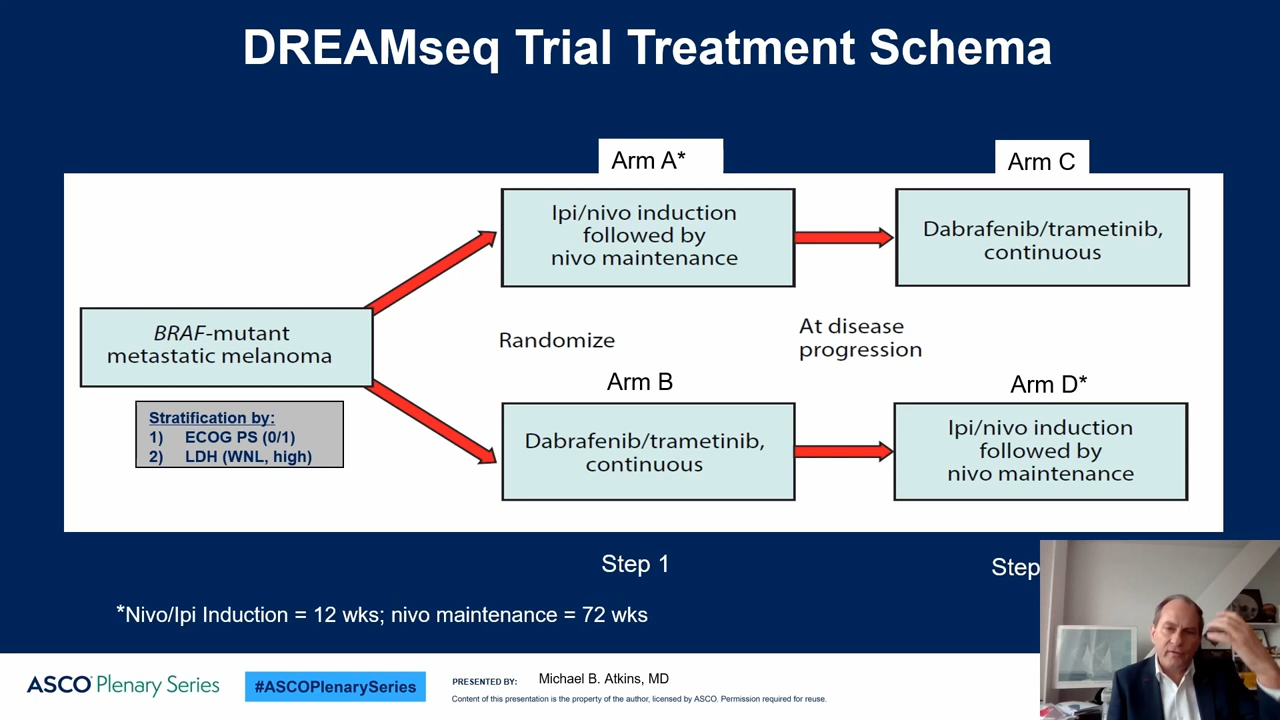 DREAMseq Trial Treatment Schema
Arm A*
Arm C
Ipi/nivo induction
followed by
nivo maintenance
Dabrafenib/trametinib,
continuous
BRAF-mutant
metastatic melanoma
Randomize
At disease
progression
Stratification by:
1) ECOG PS (0/1)
2) LDH (WNL, high)
Arm B
Arm D*
Dabrafenib/trametinib,
continuous
Ipi/nivo induction
followed by
nivo maintenance
Step 1
Step
*Nivo/Ipi Induction = 12 wks; nivo maintenance = 72 wks
ASCO Plenary Series
#ASCOPlenarySeries
PRESENTED BY: Michael B. Atkins, MD
Content of this presentation is the property of the author, licensed by ASCO. Permission required for reuse.